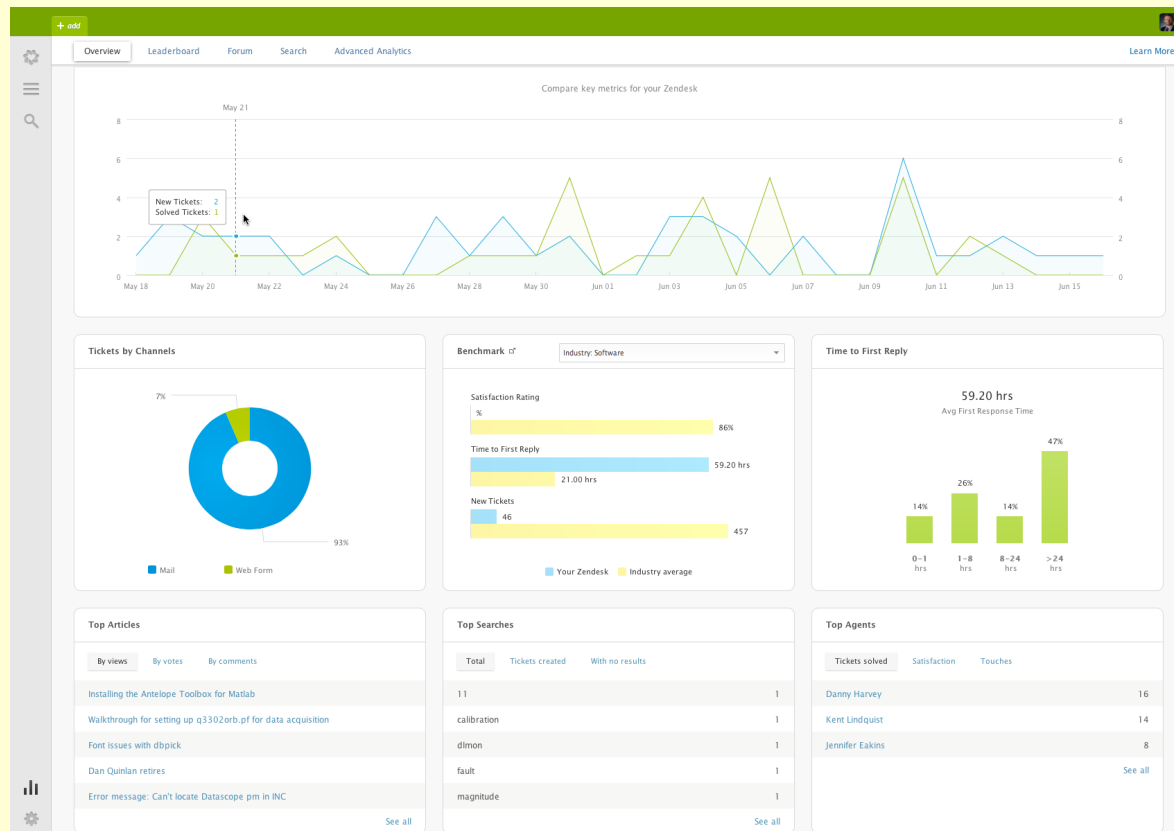 + add
Overview Leaderboard Forum Search Advanced Analytics Learn More
Compare key metrics for your Zendesk
May 21
8 8
6 6
4 4
New Tickets: 2
Solved Tickets: 1
2 2
0 0
May 18 May 20 May 22 May 24 May 26 May 28 May 30 Jun 01 Jun 03 Jun 05 Jun 07 Jun 09 Jun 11 Jun 13 Jun 15
Tickets by Channels
7%
93%
Mail Web Form
Benchmark
Industry: Software
Satisfaction Rating
%
86%
Time to First Reply
59.20 hrs
21.00 hrs
New Tickets
46
457
Your Zendesk Industry average
Time to First Reply
59.20 hrs
Avg First Response Time
47%
26%
14% 14%
0-1 1-8 8-24 >24
hrs hrs hrs hrs
Top Articles
By views By votes By comments
Installing the Antelope Toolbox for Matlab
Walkthrough for setting up q3302orb.pf for data acquisition
Font issues with dbpick
Dan Quinlan retires
Error message: Can't locate Datascope pm in INC
See all
Top Searches
Total Tickets created With no results
11 1
calibration 1
dlmon 1
fault 1
magnitude 1
See all
Top Agents
Tickets solved Satisfaction Touches
Danny Harvey 16
Kent Lindquist 14
Jennifer Eakins 8
See all